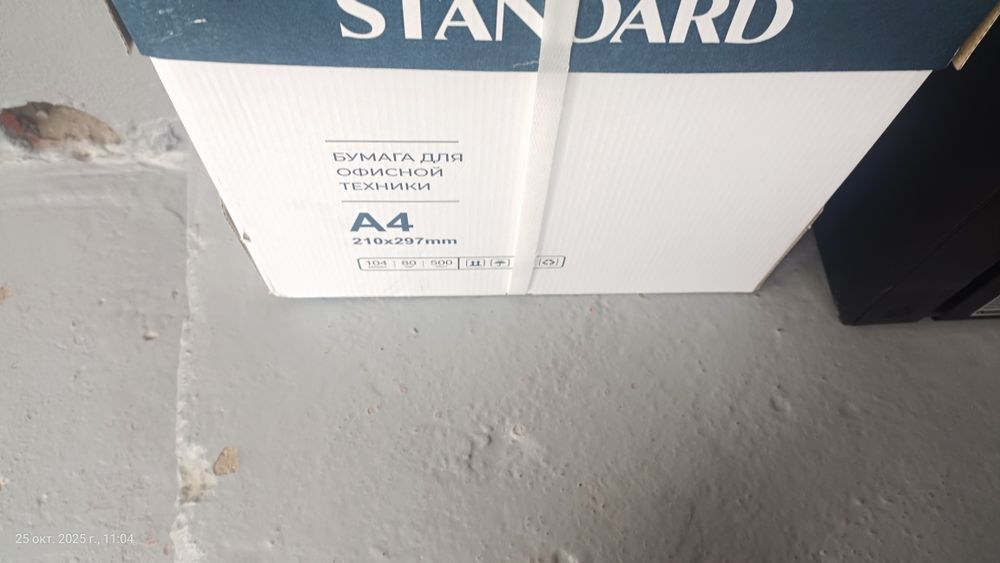 STANDARD
БУМАГА ДЛЯ
ОФИСНОЙ
ТЕХНИКИ
A4
210x297mm
104 | 80 | 500
25 окт. 2025 г., 11:04